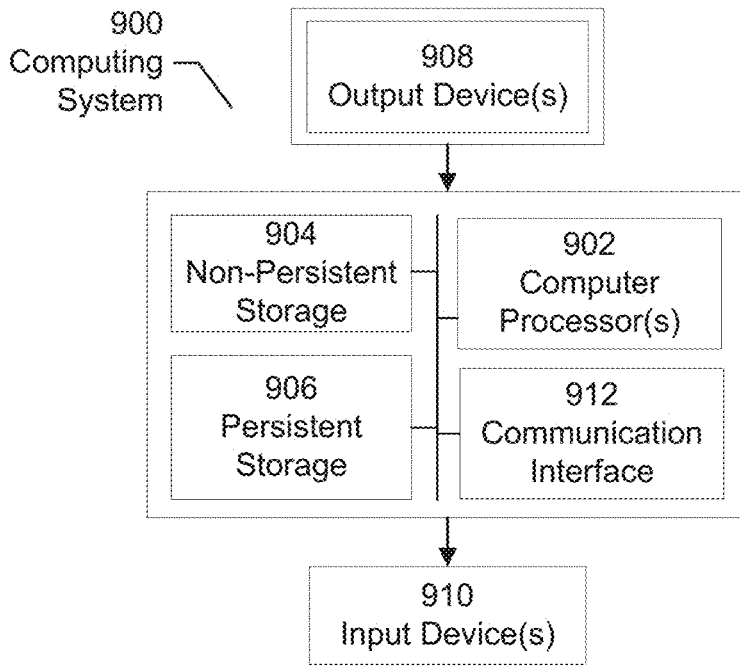 900
Computing
System
908
Output Device(s)
904
Non-Persistent
Storage
902
Computer
Processor(s)
906
Persistent
Storage
912
Communication
Interface
910
Input Device(s)